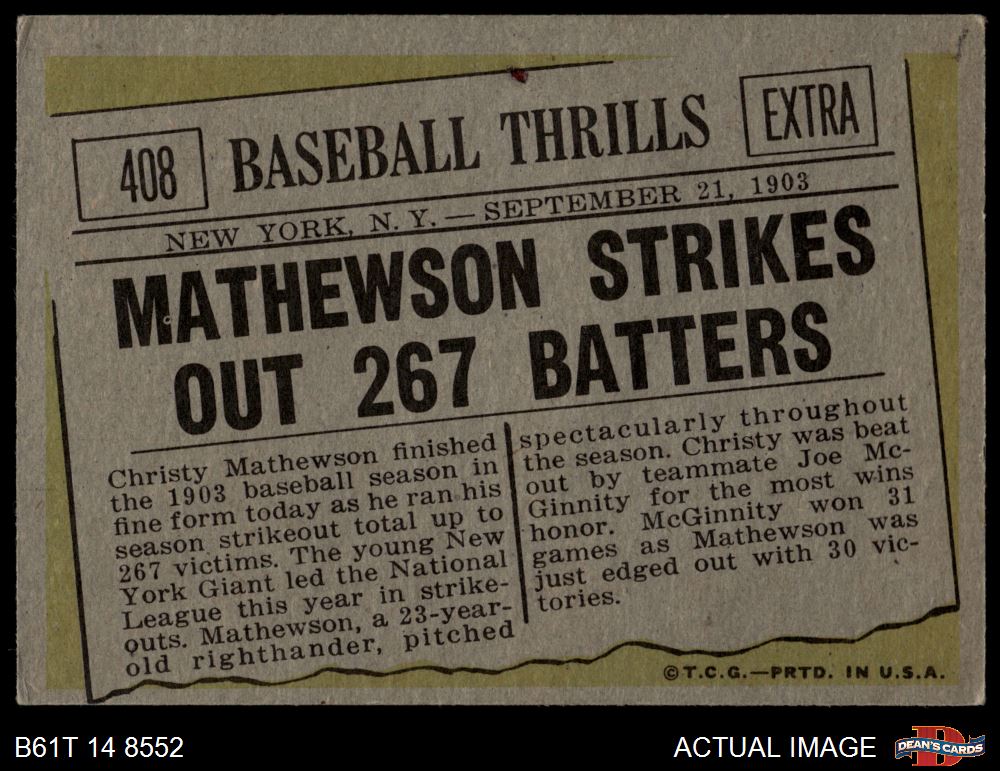 408
BASEBALL THRILLS
EXTRA
NEW YORK, N. Y. — SEPTEMBER 21, 1903
MATHEWSON STRIKES
OUT 267 BATTERS
Christy Mathewson finished
the 1903 baseball season in
fine form today as he ran his
season strikeout total up to
267 victims. The young New
York Giant led the National
League this year in strike-
outs. Mathewson, a 23-year-
old righthander, pitched
spectacularly throughout
the season. Christy was beat
out by teammate Joe Mc-
Ginnity for the most wins
honor. McGinnity won 31
games as Mathewson was
just edged out with 30 vic-
tories.
© T.C.G.—PRTD. IN U.S.A.
B61T 14 8552
ACTUAL IMAGE
DEAN'S CARDS